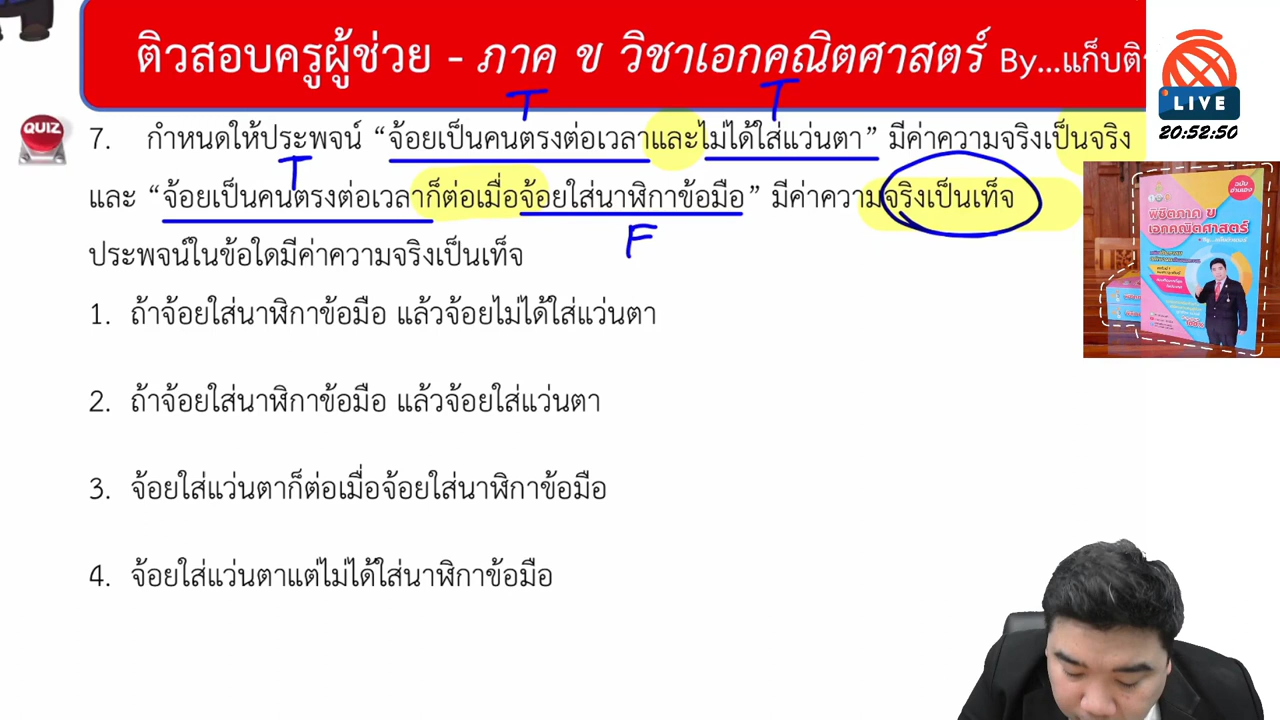 ติวสอบครูผู้ช่วย - ภาค ข วิชาเอกคณิตศาสตร์ By...แก็บติ
LIVE
20:52:50
QUIZ
T T
7. กำหนดให้ประพจน์ “จ้อยเป็นคนตรงต่อเวลาและไม่ได้ใส่แว่นตา” มีค่าความจริงเป็นจริง
T
และ “จ้อยเป็นคนตรงต่อเวลาก็ต่อเมื่อจ้อยใส่นาฬิกาข้อมือ” มีค่าความจริงเป็นเท็จ
F
ประพจน์ในข้อใดมีค่าความจริงเป็นเท็จ
1. ถ้าจ้อยใส่นาฬิกาข้อมือ แล้วจ้อยไม่ได้ใส่แว่นตา
2. ถ้าจ้อยใส่นาฬิกาข้อมือ แล้วจ้อยใส่แว่นตา
3. จ้อยใส่แว่นตาก็ต่อเมื่อจ้อยใส่นาฬิกาข้อมือ
4. จ้อยใส่แว่นตาแต่ไม่ได้ใส่นาฬิกาข้อมือ
พิชิตภาค ข
เอกคณิตศาสตร์